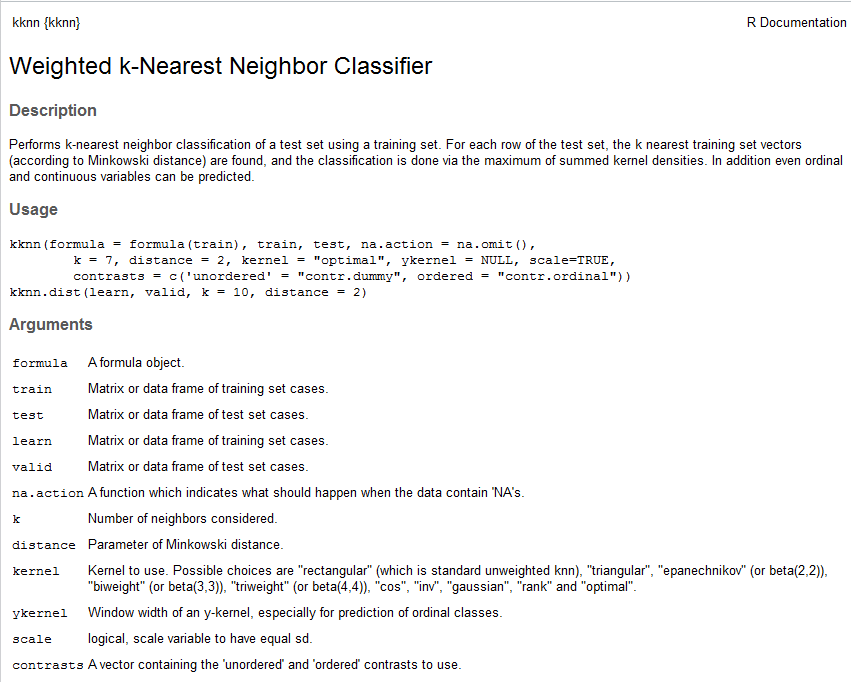 kknn {kknn}
R Documentation
Weighted k-Nearest Neighbor Classifier
Description
Performs k-nearest neighbor classification of a test set using a training set. For each row of the test set, the k nearest training set vectors
(according to Minkowski distance) are found, and the classification is done via the maximum of summed kernel densities. In addition even ordinal
and continuous variables can be predicted.
Usage
kknn(formula = formula(train), train, test, na.action = na.omit(),
k = 7, distance = 2, kernel = "optimal", ykernel = NULL, scale=TRUE,
contrasts = c('unordered' = "contr.dummy", ordered = "contr.ordinal"))
kknn.dist(learn, valid, k = 10, distance = 2)
Arguments
formula A formula object.
train Matrix or data frame of training set cases.
test Matrix or data frame of test set cases.
learn Matrix or data frame of training set cases.
valid Matrix or data frame of test set cases.
na.action A function which indicates what should happen when the data contain 'NA's.
k Number of neighbors considered.
distance Parameter of Minkowski distance.
kernel Kernel to use. Possible choices are "rectangular" (which is standard unweighted knn), "triangular", "epanechnikov" (or beta(2,2)),
"biweight" (or beta(3,3)), "triweight" (or beta(4,4)), "cos", "inv", "gaussian", "rank" and "optimal".
ykernel Window width of an y-kernel, especially for prediction of ordinal classes.
scale logical, scale variable to have equal sd.
contrasts A vector containing the 'unordered' and 'ordered' contrasts to use.